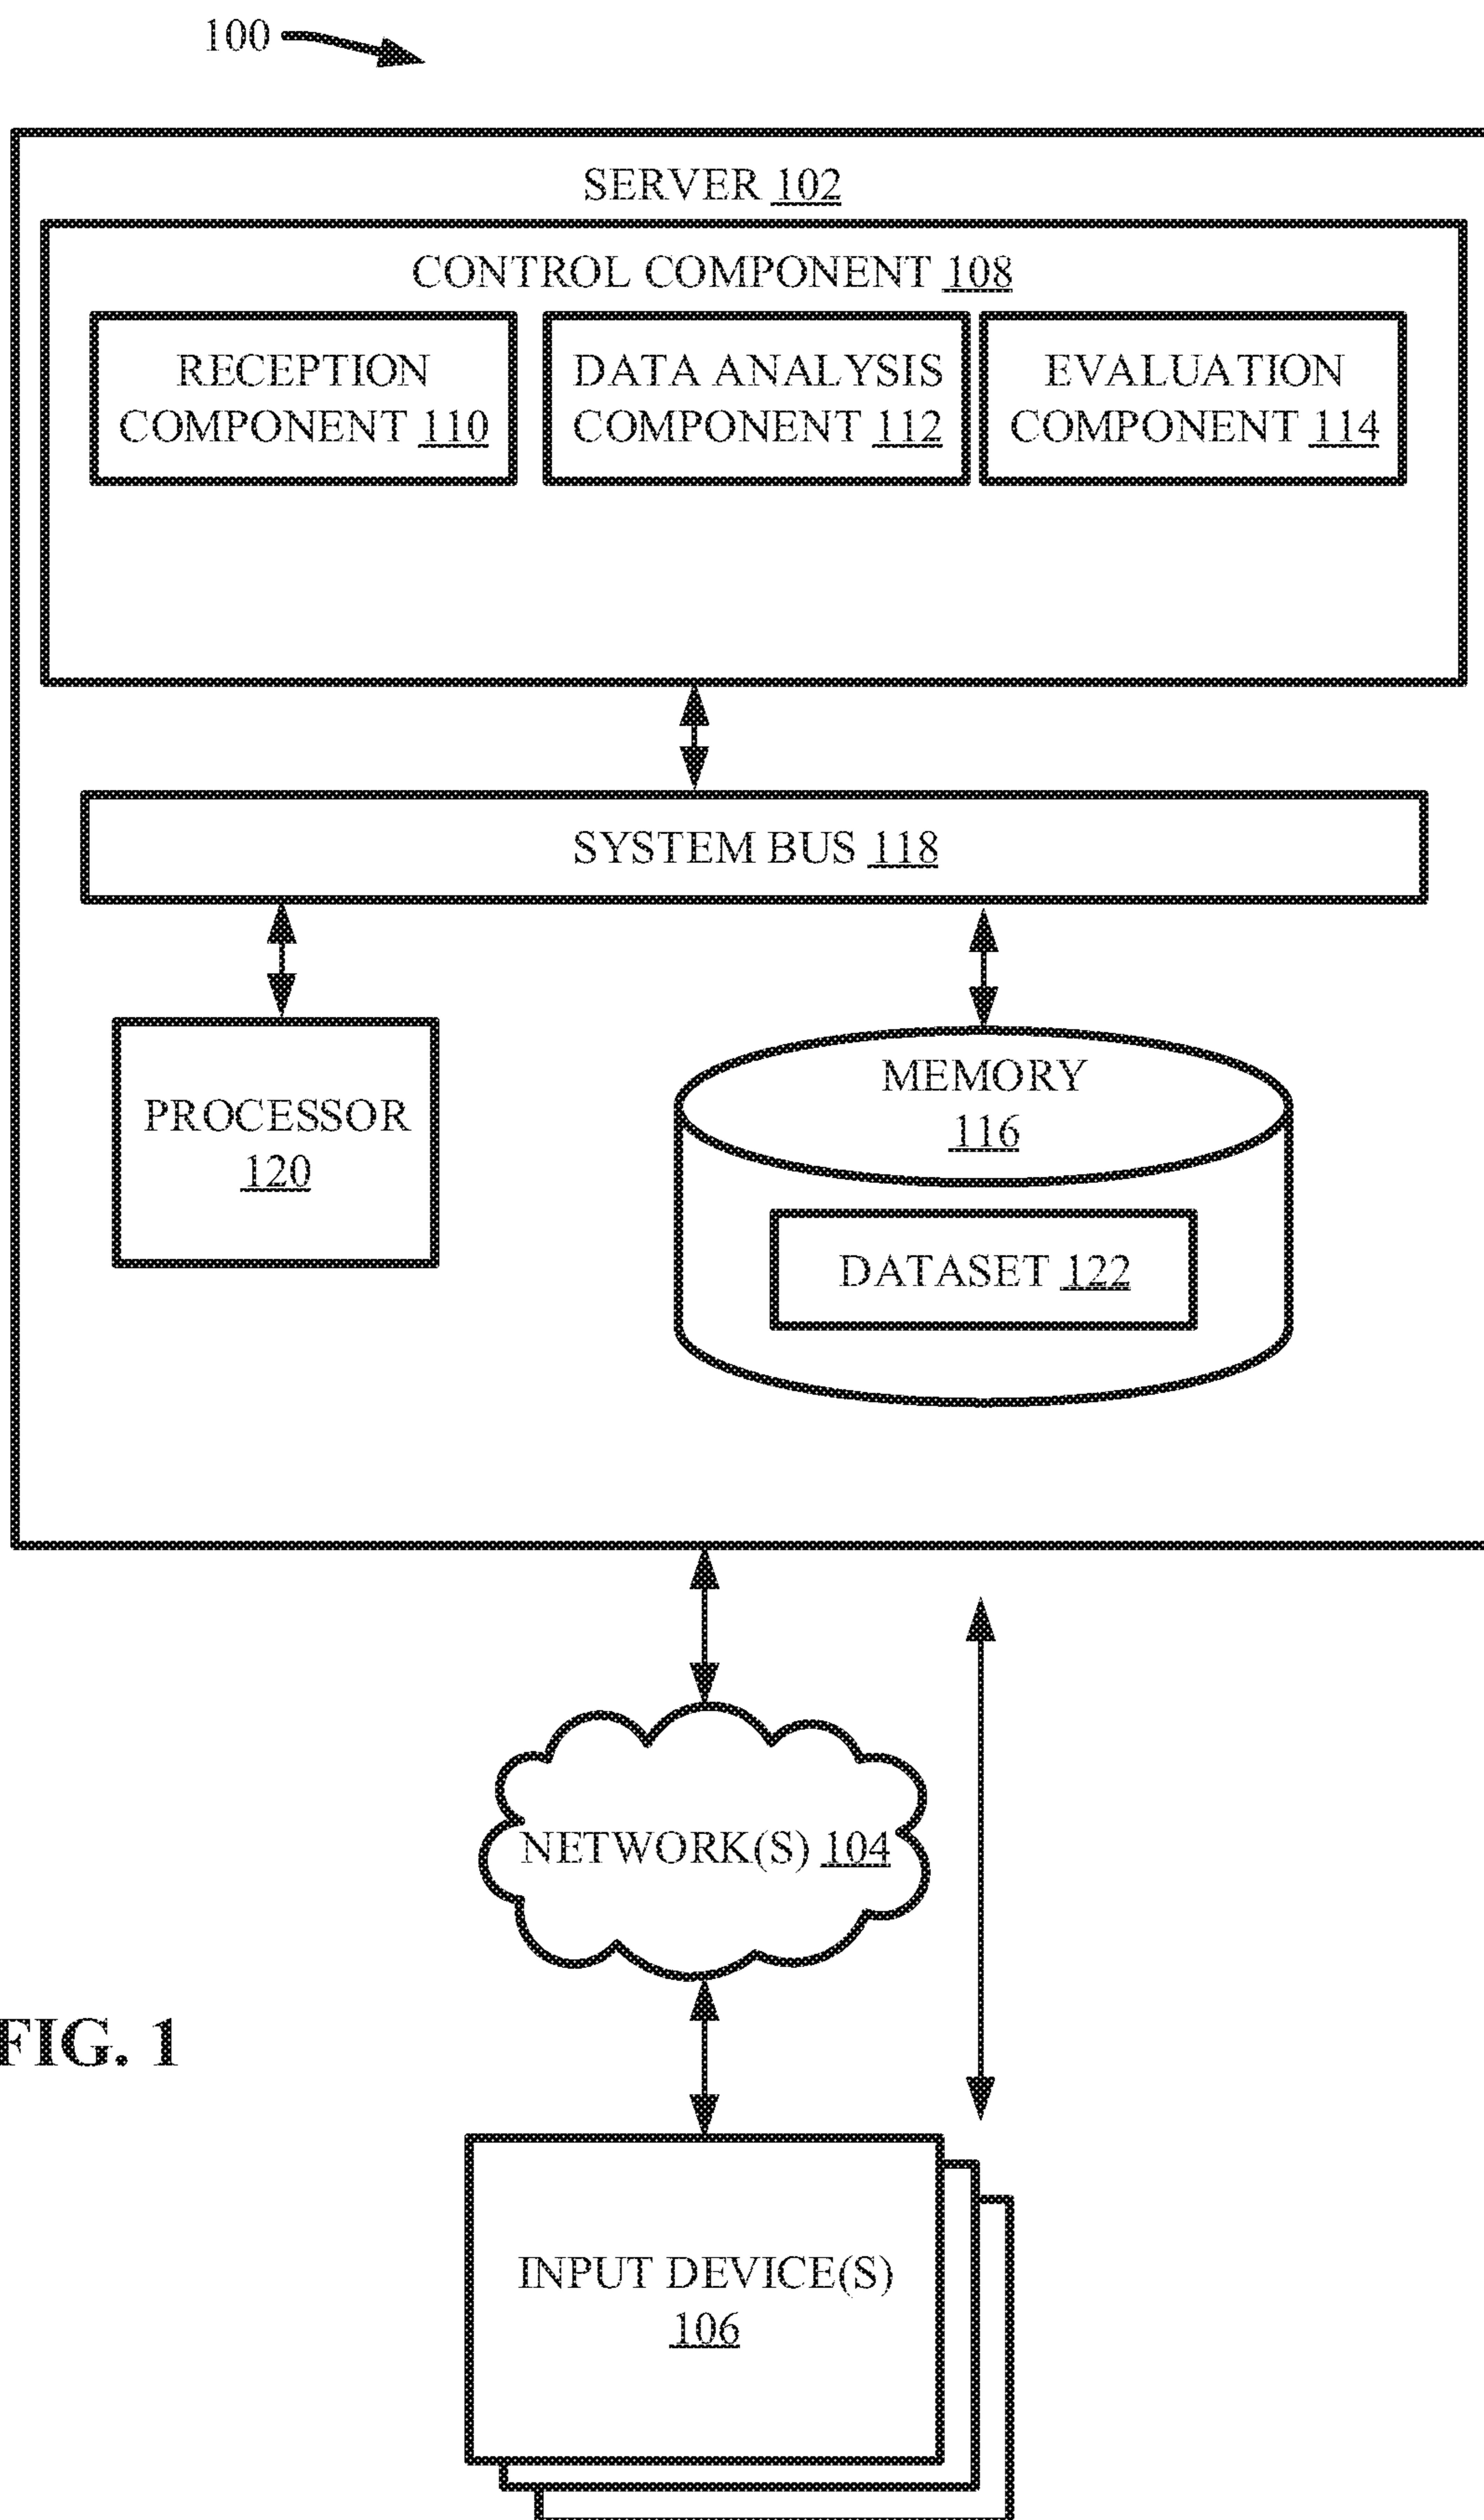 100
SERVER 102
CONTROL COMPONENT 108
RECEPTION
COMPONENT 110
DATA ANALYSIS
COMPONENT 112
EVALUATION
COMPONENT 114
SYSTEM BUS 118
PROCESSOR
120
MEMORY
116
DATASET 122
NETWORK(S) 104
FIG. 1
INPUT DEVICE(S)
106